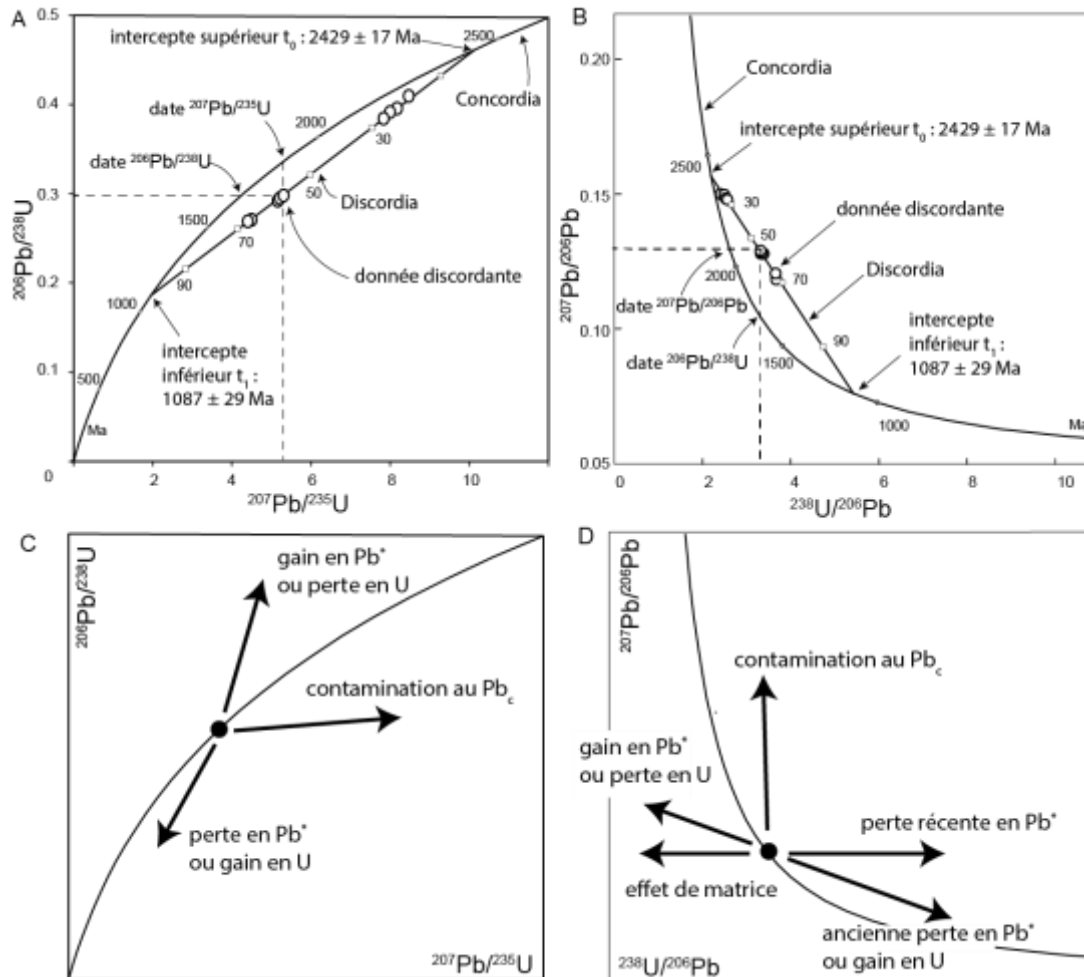 A
0.5
0.4
0.3
0.2
0.1
0
²⁰⁶Pb/²³⁸U
intercepte supérieur t₀ : 2429 ± 17 Ma
2500
Concordia
date ²⁰⁷Pb/²³⁵U
2000
date ²⁰⁶Pb/²³⁸U
30
50
Discordia
1500
70
90
donnée discordante
1000
intercepte
inférieur t₁ :
1087 ± 29 Ma
500
Ma
2
4
6
8
10
²⁰⁷Pb/²³⁵U
B
0.20
0.15
0.10
0.05
²⁰⁷Pb/²⁰⁶Pb
Concordia
intercepte supérieur t₀ : 2429 ± 17 Ma
2500
30
50
donnée discordante
70
2000
Discordia
date ²⁰⁷Pb/²⁰⁶Pb
90
date ²⁰⁶Pb/²³⁸U
1500
intercepte
inférieur t₁ :
1087 ± 29 Ma
1000
Ma
0
2
4
6
8
10
²³⁸U/²⁰⁶Pb
C
²⁰⁶Pb/²³⁸U
gain en Pb*
ou perte en U
contamination au Pb꜀
perte en Pb*
ou gain en U
²⁰⁷Pb/²³⁵U
D
²⁰⁷Pb/²⁰⁶Pb
contamination au Pb꜀
gain en Pb*
ou perte en U
perte récente en Pb*
effet de matrice
ancienne perte en Pb*
ou gain en U
²³⁸U/²⁰⁶Pb